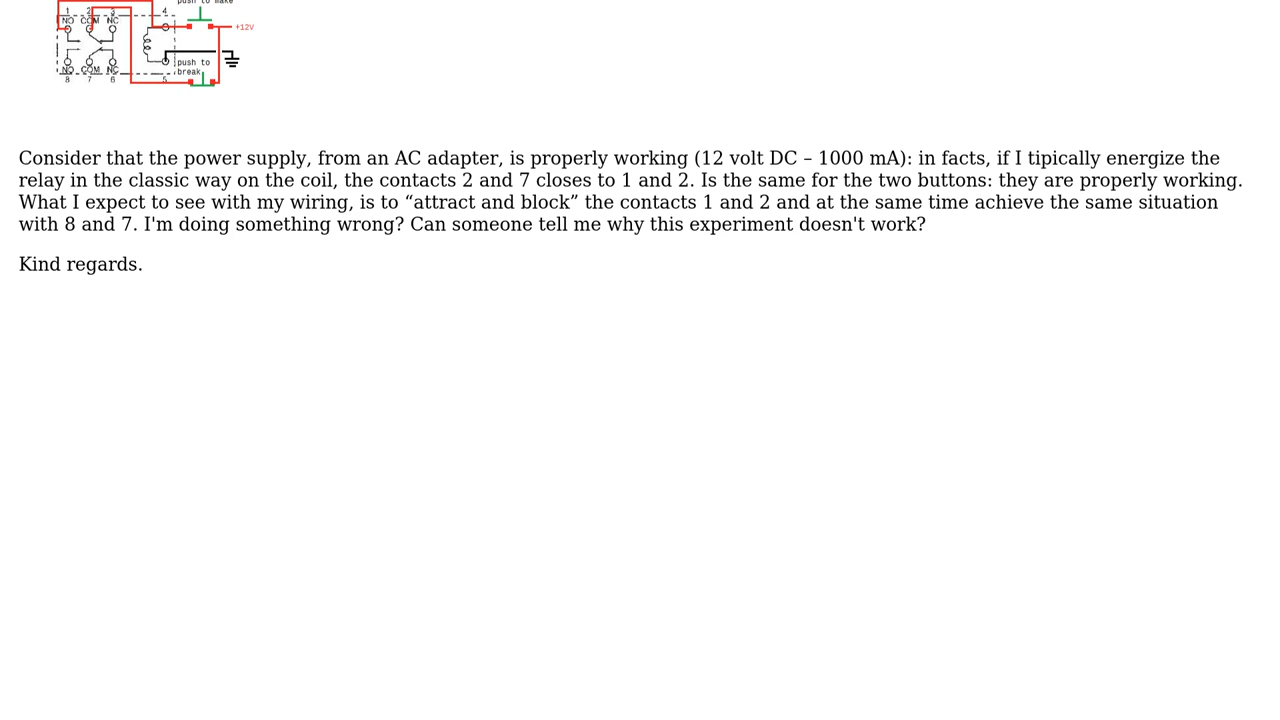 push to make
1 2 3 4
NO COM NC
+12V
push to
break
NO COM NC
8 7 6 5
Consider that the power supply, from an AC adapter, is properly working (12 volt DC – 1000 mA): in facts, if I tipically energize the
relay in the classic way on the coil, the contacts 2 and 7 closes to 1 and 2. Is the same for the two buttons: they are properly working.
What I expect to see with my wiring, is to “attract and block” the contacts 1 and 2 and at the same time achieve the same situation
with 8 and 7. I'm doing something wrong? Can someone tell me why this experiment doesn't work?
Kind regards.